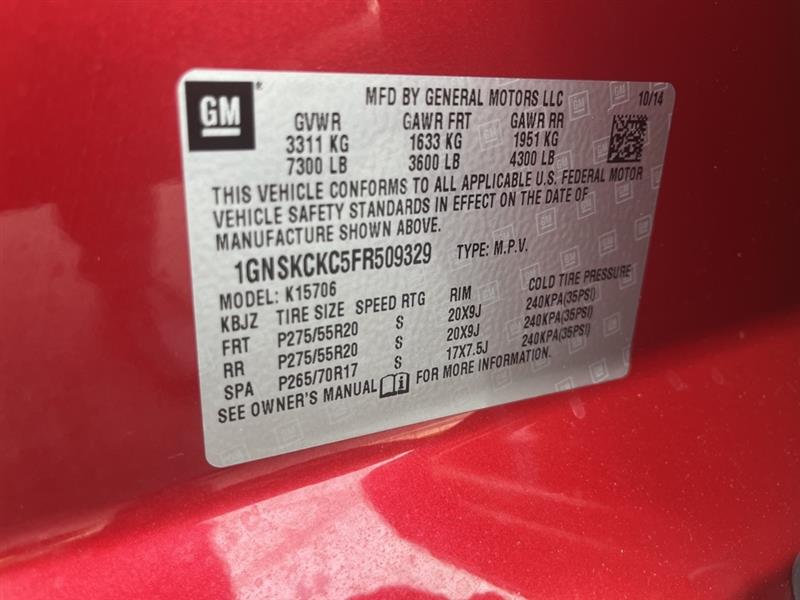 GM®
MFD BY GENERAL MOTORS LLC 10/14
GVWR GAWR FRT GAWR RR
3311 KG 1633 KG 1951 KG
7300 LB 3600 LB 4300 LB
THIS VEHICLE CONFORMS TO ALL APPLICABLE U.S. FEDERAL MOTOR
VEHICLE SAFETY STANDARDS IN EFFECT ON THE DATE OF
MANUFACTURE SHOWN ABOVE.
1GNSKCKC5FR509329 TYPE: M.P.V.
MODEL: K15706
KBJZ TIRE SIZE SPEED RTG RIM COLD TIRE PRESSURE
FRT P275/55R20 S 20X9J 240KPA(35PSI)
RR P275/55R20 S 20X9J 240KPA(35PSI)
SPA P265/70R17 S 17X7.5J 240KPA(35PSI)
SEE OWNER'S MANUAL FOR MORE INFORMATION.